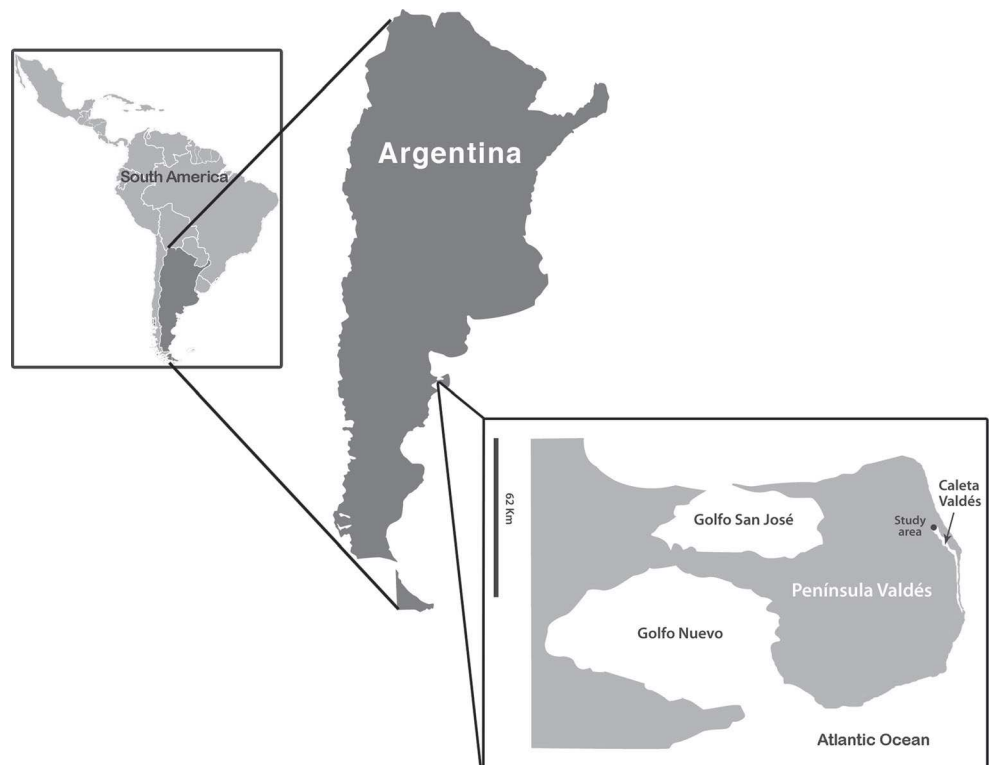 Argentina
South America
62 Km
Golfo San José
Caleta
Valdés
Study
area
Península Valdés
Golfo Nuevo
Atlantic Ocean